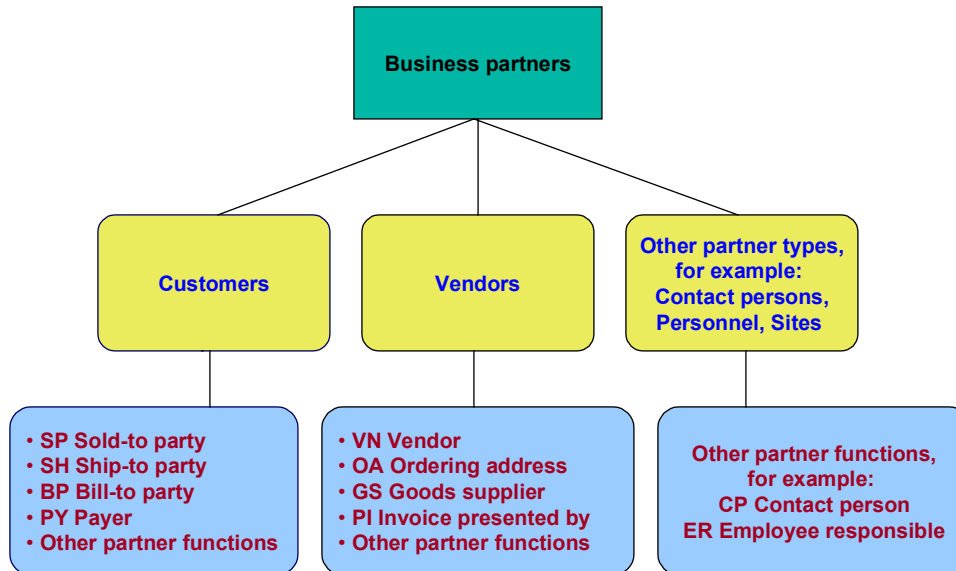 Business partners
Customers
Vendors
Other partner types,
for example:
Contact persons,
Personnel, Sites
• SP Sold-to party
• SH Ship-to party
• BP Bill-to party
• PY Payer
• Other partner functions
• VN Vendor
• OA Ordering address
• GS Goods supplier
• PI Invoice presented by
• Other partner functions
Other partner functions,
for example:
CP Contact person
ER Employee responsible